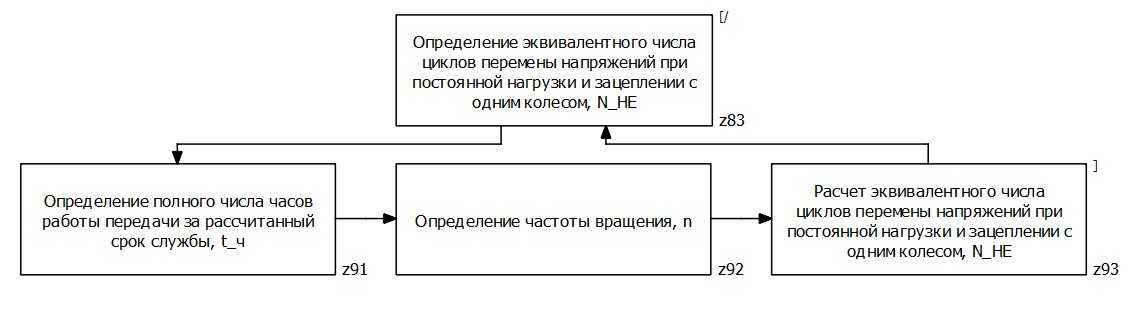 [/
Определение эквивалентного числа
циклов перемены напряжений при
постоянной нагрузки и зацеплении с
одним колесом, N_HE
z83
Определение полного числа часов
работы передачи за рассчитанный
срок службы, t_ч
z91
Определение частоты вращения, n
z92
]
Расчет эквивалентного числа
циклов перемены напряжений при
постоянной нагрузки и зацеплении с
одним колесом, N_HE
z93